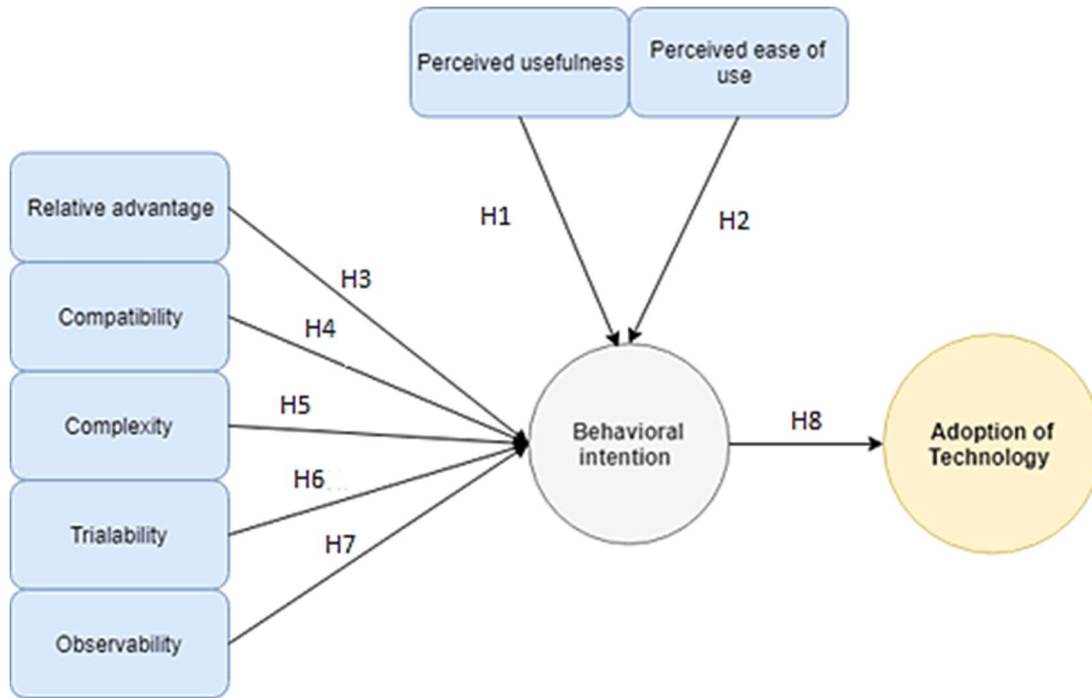 Perceived usefulness
Perceived ease of
use
Relative advantage
H1
H2
H3
Compatibility
H4
Complexity
H5
Behavioral
intention
H8
Adoption of
Technology
H6
Trialability
H7
Observability